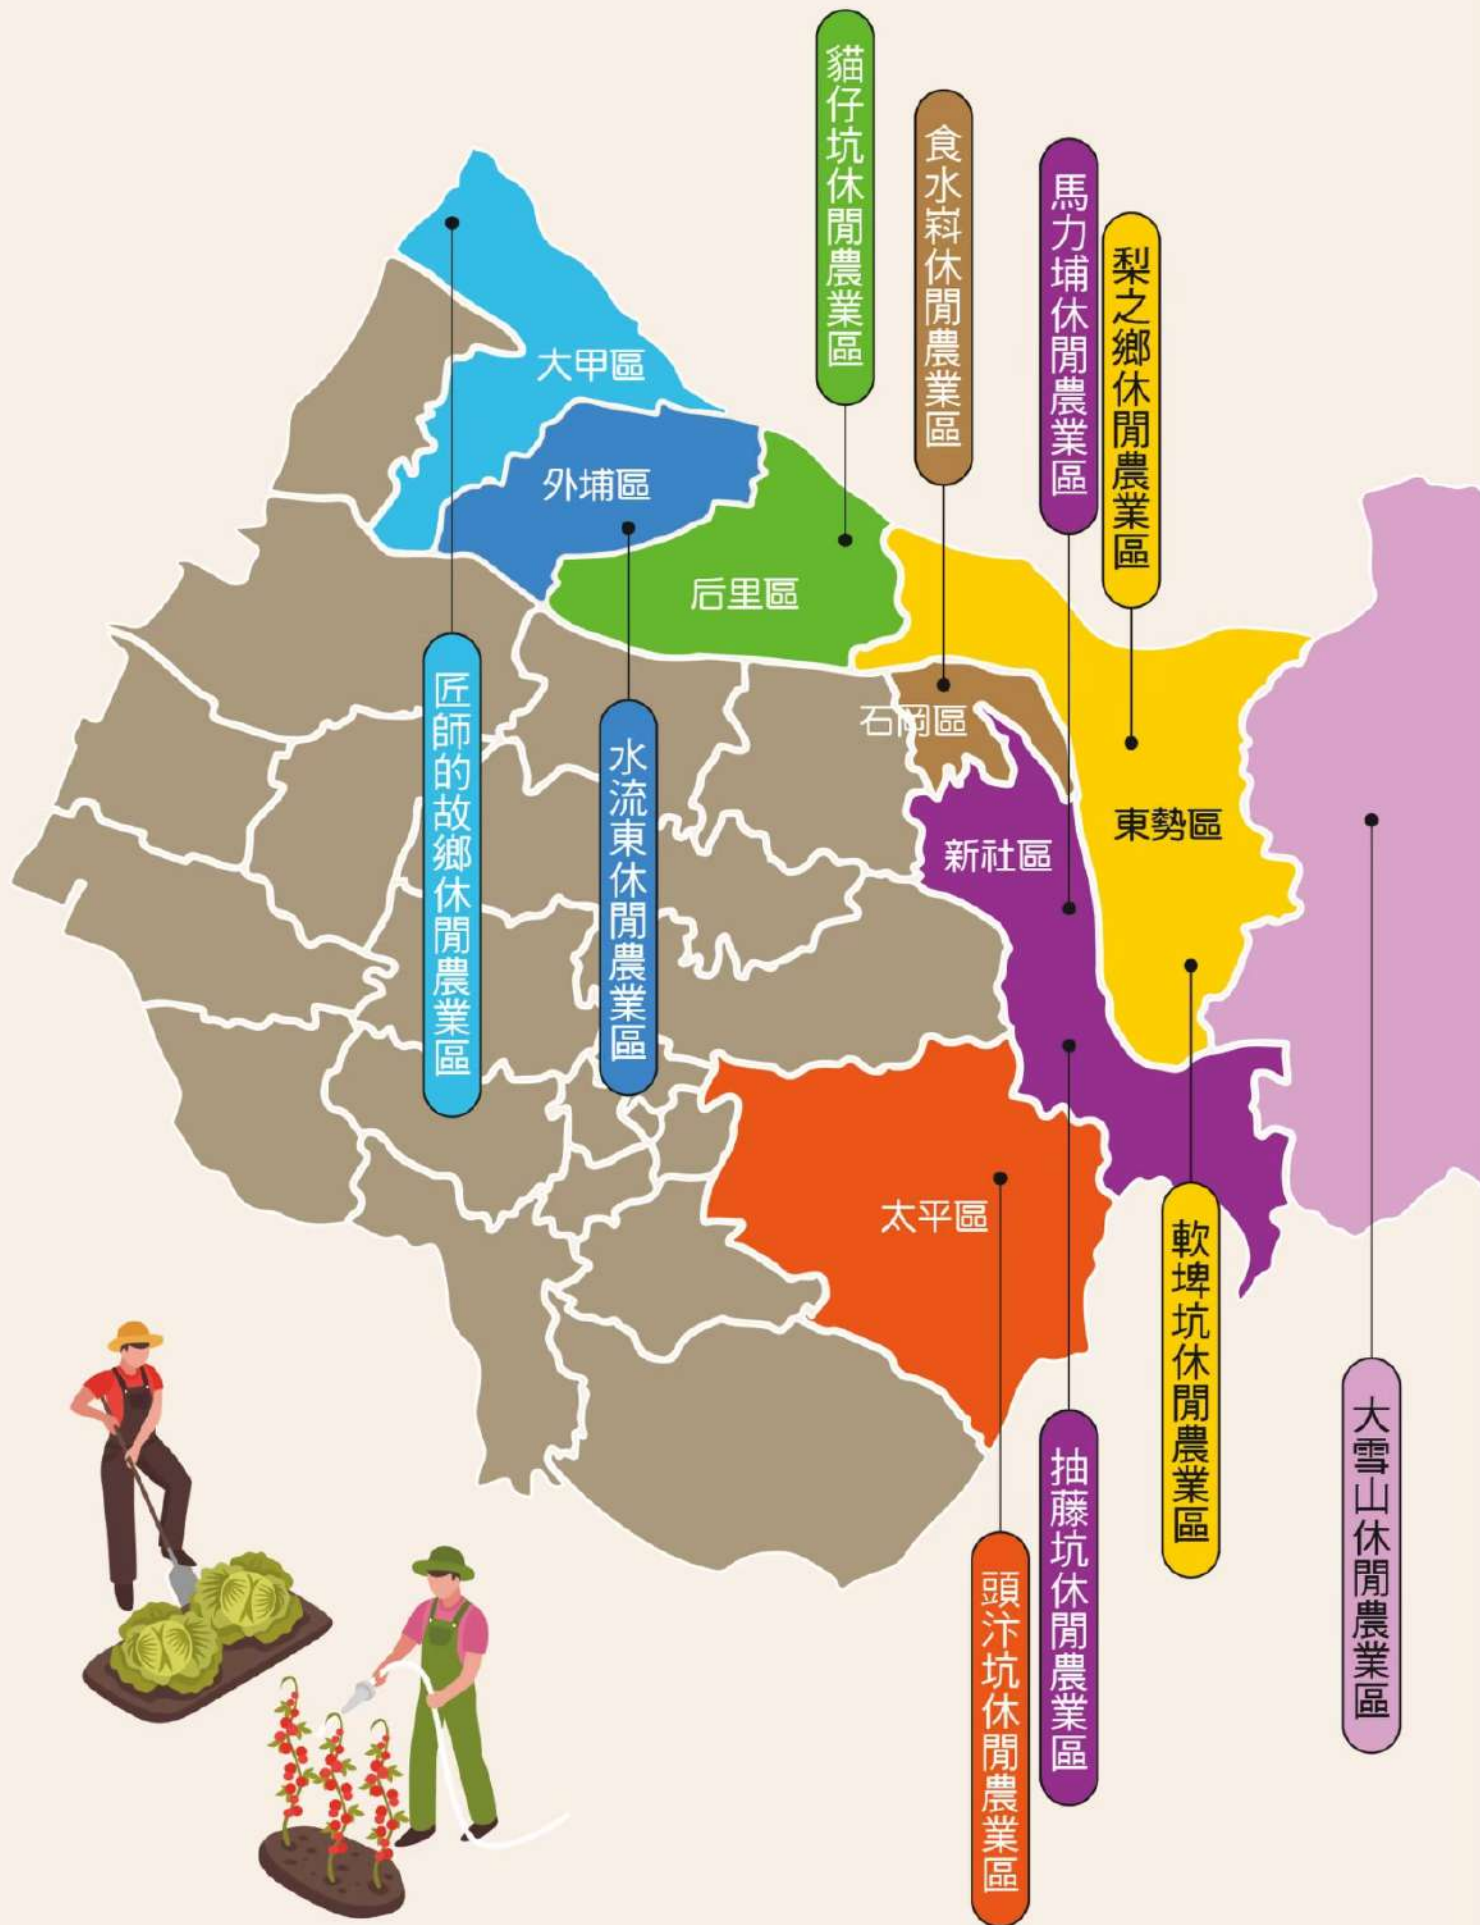 貓仔坑休閒農業區
食水嵙休閒農業區
馬力埔休閒農業區
梨之鄉休閒農業區
大甲區
外埔區
后里區
石岡區
東勢區
新社區
太平區
匠師的故鄉休閒農業區
水流東休閒農業區
軟埤坑休閒農業區
大雪山休閒農業區
抽藤坑休閒農業區
頭汴坑休閒農業區